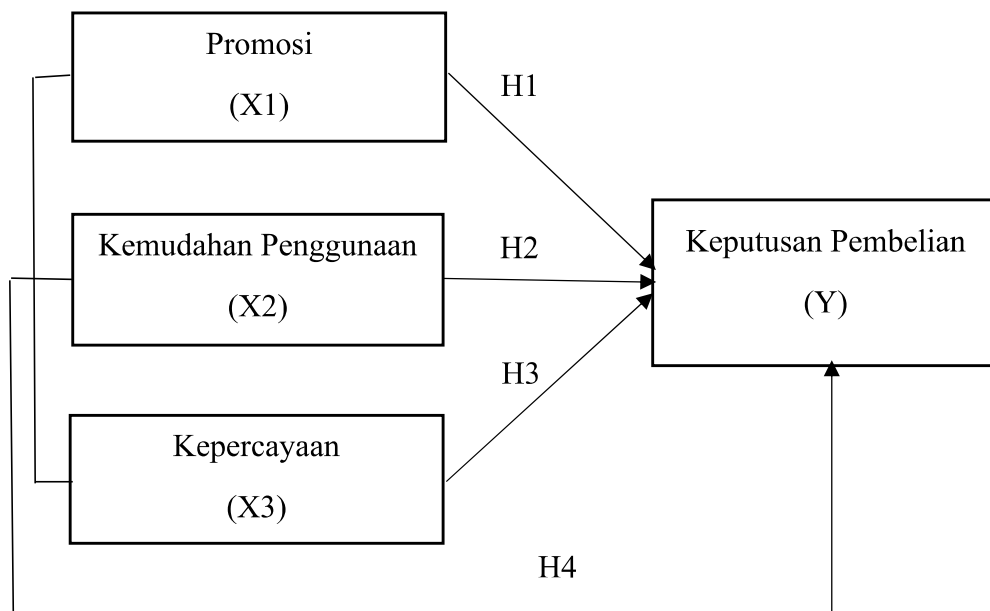 Promosi
(X1)
H1
Kemudahan Penggunaan
(X2)
H2
Keputusan Pembelian
(Y)
H3
Kepercayaan
(X3)
H4